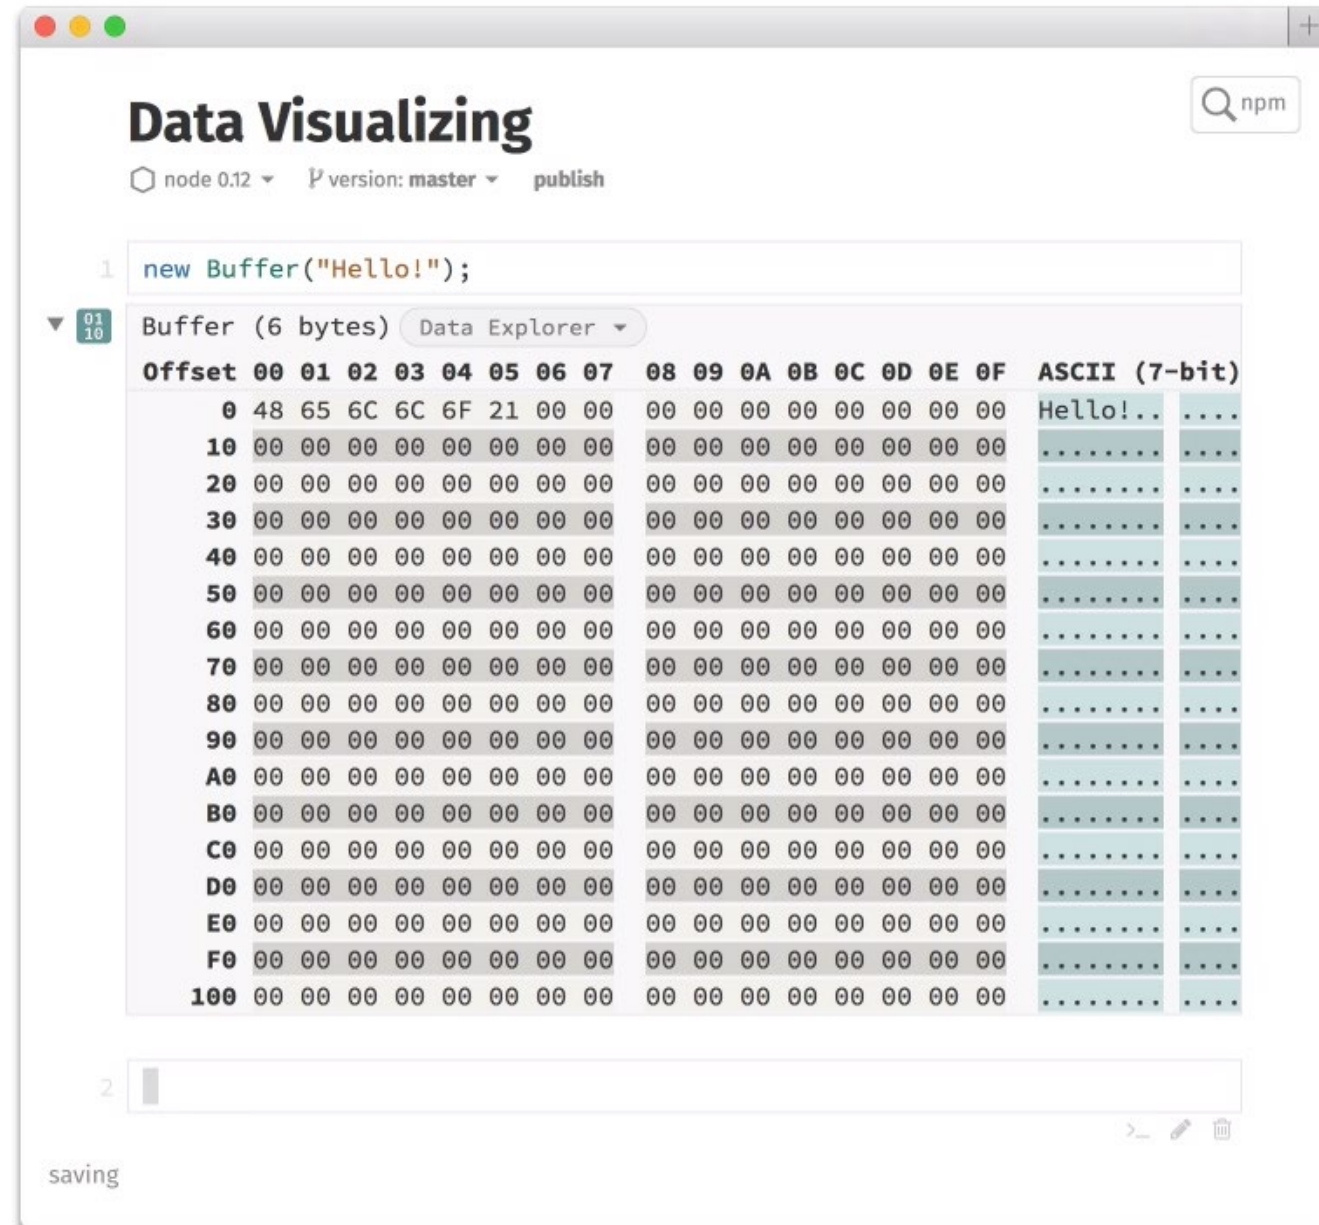 npm
Data Visualizing
node 0.12 version: master publish
1 new Buffer("Hello!");
01
10
Buffer (6 bytes) Data Explorer
Offset 00 01 02 03 04 05 06 07 08 09 0A 0B 0C 0D 0E 0F ASCII (7-bit)
0 48 65 6C 6C 6F 21 00 00 00 00 00 00 00 00 00 00 Hello!.. ....
10 00 00 00 00 00 00 00 00 00 00 00 00 00 00 00 00 ........ ....
20 00 00 00 00 00 00 00 00 00 00 00 00 00 00 00 00 ........ ....
30 00 00 00 00 00 00 00 00 00 00 00 00 00 00 00 00 ........ ....
40 00 00 00 00 00 00 00 00 00 00 00 00 00 00 00 00 ........ ....
50 00 00 00 00 00 00 00 00 00 00 00 00 00 00 00 00 ........ ....
60 00 00 00 00 00 00 00 00 00 00 00 00 00 00 00 00 ........ ....
70 00 00 00 00 00 00 00 00 00 00 00 00 00 00 00 00 ........ ....
80 00 00 00 00 00 00 00 00 00 00 00 00 00 00 00 00 ........ ....
90 00 00 00 00 00 00 00 00 00 00 00 00 00 00 00 00 ........ ....
A0 00 00 00 00 00 00 00 00 00 00 00 00 00 00 00 00 ........ ....
B0 00 00 00 00 00 00 00 00 00 00 00 00 00 00 00 00 ........ ....
C0 00 00 00 00 00 00 00 00 00 00 00 00 00 00 00 00 ........ ....
D0 00 00 00 00 00 00 00 00 00 00 00 00 00 00 00 00 ........ ....
E0 00 00 00 00 00 00 00 00 00 00 00 00 00 00 00 00 ........ ....
F0 00 00 00 00 00 00 00 00 00 00 00 00 00 00 00 00 ........ ....
100 00 00 00 00 00 00 00 00 00 00 00 00 00 00 00 00 ........ ....
2
saving